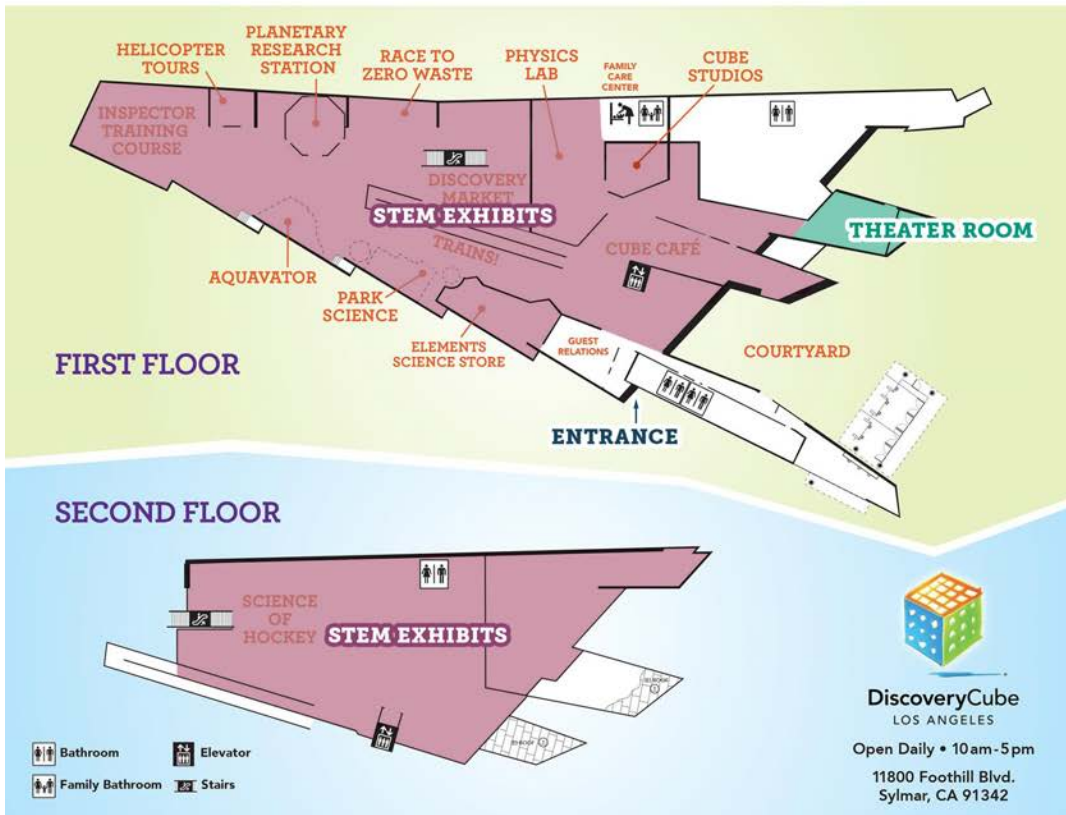 HELICOPTER
TOURS
PLANETARY
RESEARCH
STATION
RACE TO
ZERO WASTE
PHYSICS
LAB
FAMILY
CARE
CENTER
CUBE
STUDIOS
INSPECTOR
TRAINING
COURSE
DISCOVERY
MARKET
STEM EXHIBITS
TRAINS!
CUBE CAFÉ
THEATER ROOM
AQUAVATOR
PARK
SCIENCE
ELEMENTS
SCIENCE STORE
GUEST
RELATIONS
COURTYARD
FIRST FLOOR
ENTRANCE
SECOND FLOOR
SCIENCE
OF
HOCKEY
STEM EXHIBITS
Bathroom
Elevator
Family Bathroom
Stairs
DiscoveryCube
LOS ANGELES
Open Daily • 10am-5pm
11800 Foothill Blvd.
Sylmar, CA 91342